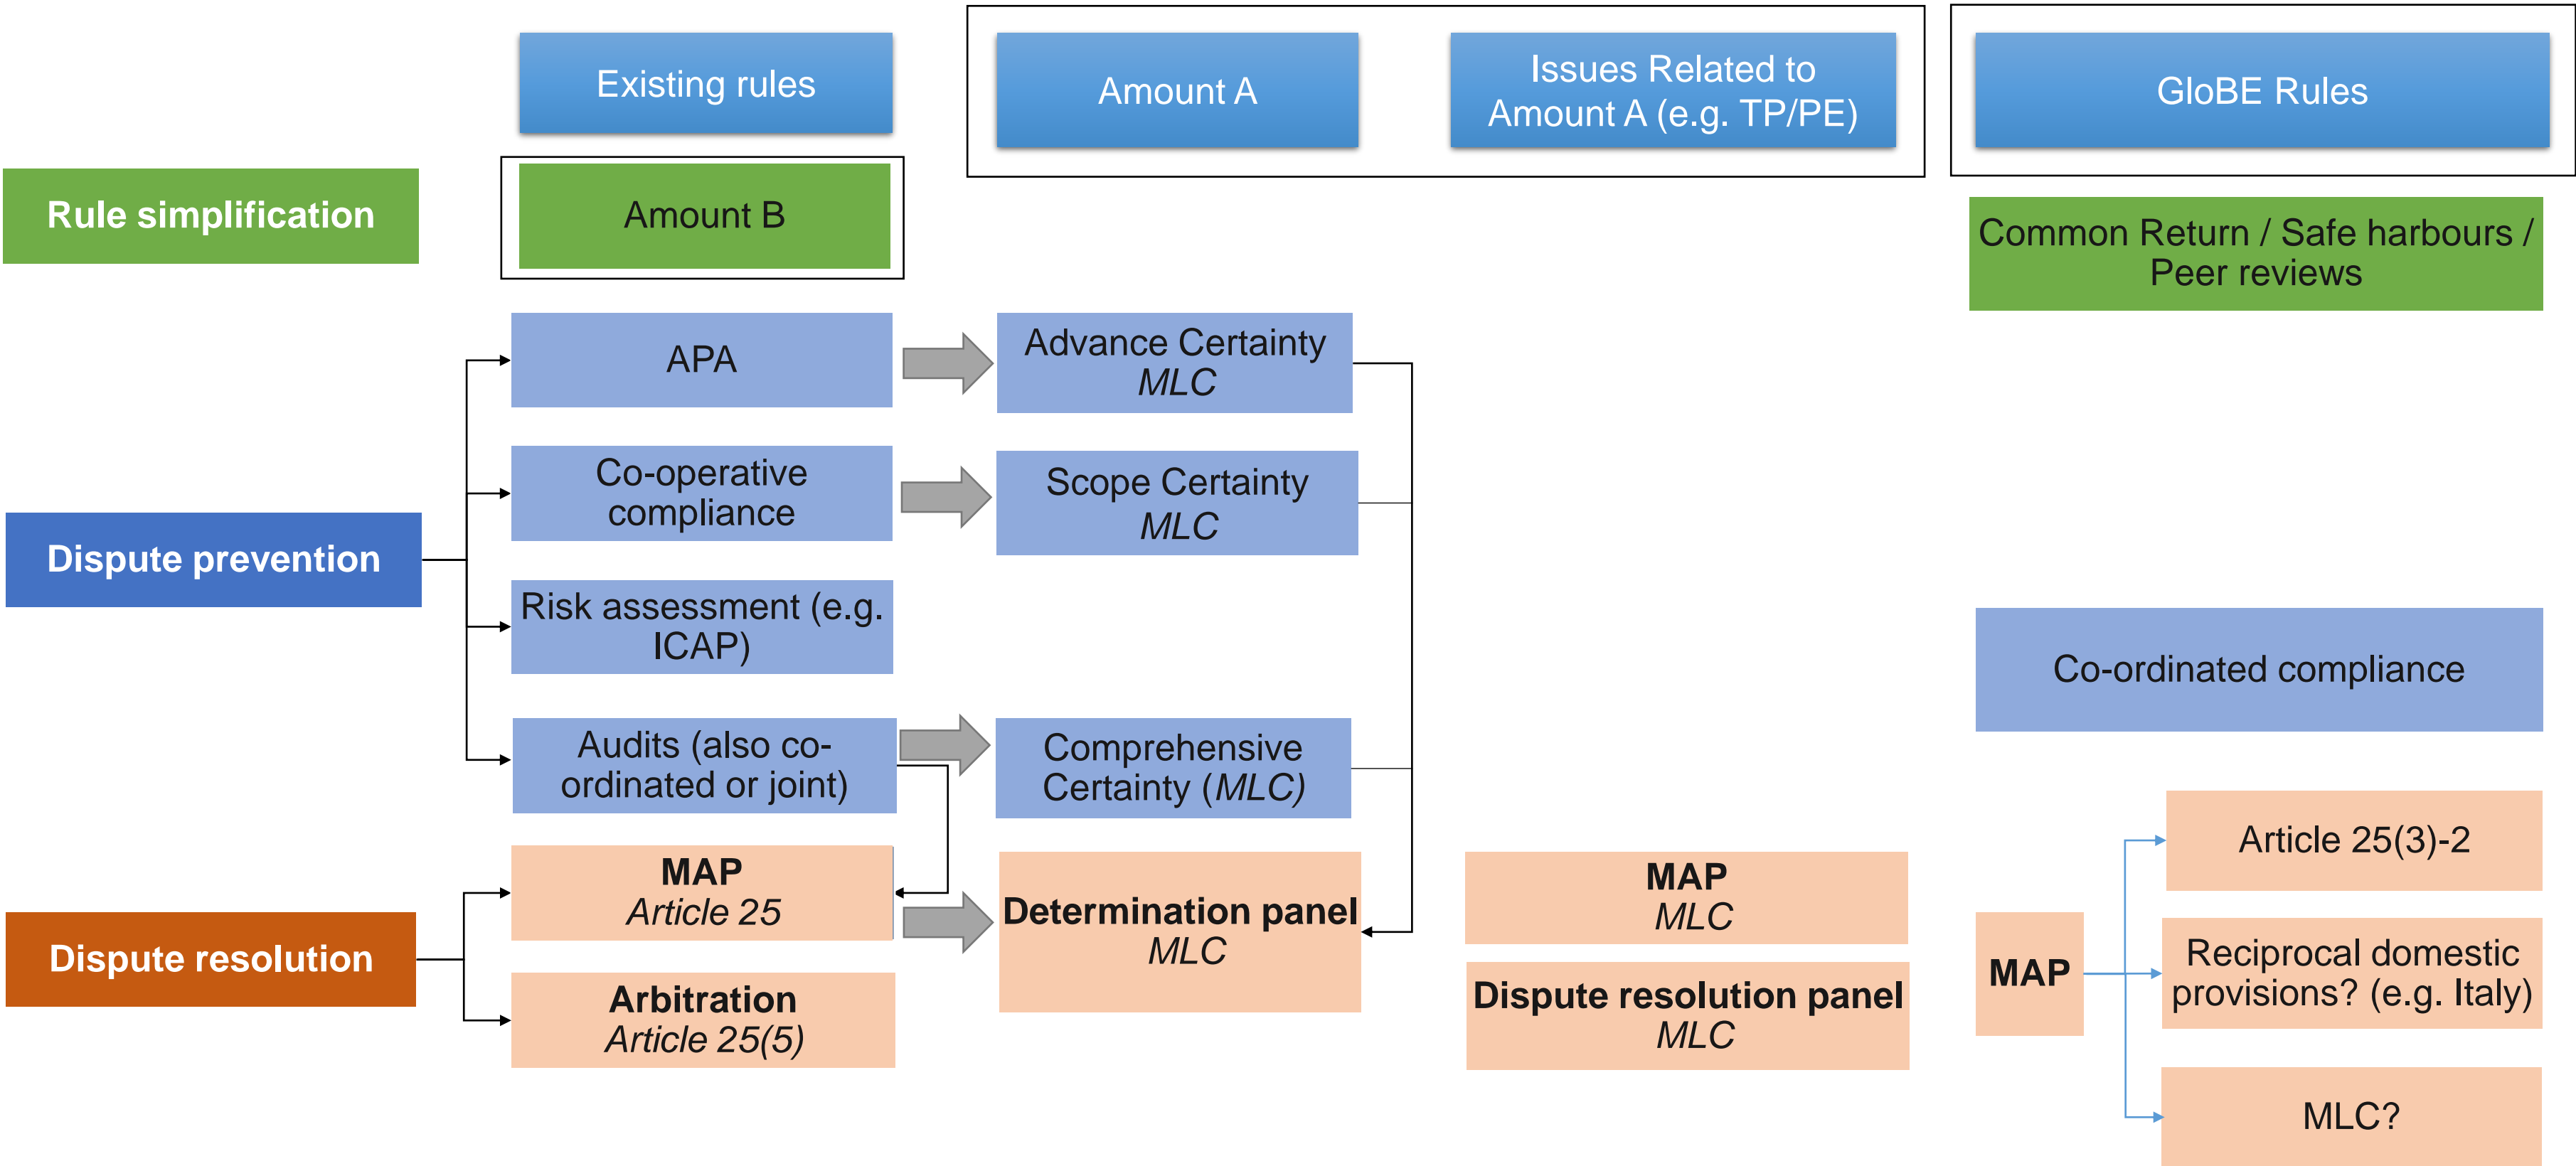 Existing rules
Amount A
Issues Related to
Amount A (e.g. TP/PE)
GloBE Rules
Rule simplification
Amount B
Common Return / Safe harbours /
Peer reviews
Dispute prevention
APA
Advance Certainty
MLC
Co-operative
compliance
Scope Certainty
MLC
Risk assessment (e.g.
ICAP)
Co-ordinated compliance
Audits (also co-
ordinated or joint)
Comprehensive
Certainty (MLC)
Dispute resolution
MAP
Article 25
Determination panel
MLC
MAP
MLC
Arbitration
Article 25(5)
Dispute resolution panel
MLC
MAP
Article 25(3)-2
Reciprocal domestic
provisions? (e.g. Italy)
MLC?